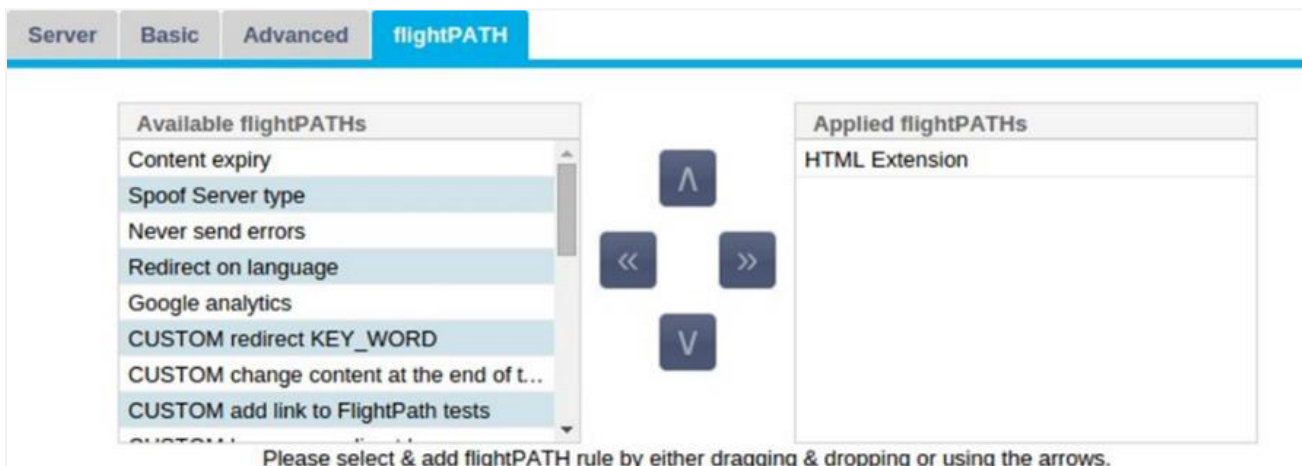 Server Basic Advanced flightPATH
Available flightPATHs
Content expiry
Spoof Server type
Never send errors
Redirect on language
Google analytics
CUSTOM redirect KEY_WORD
CUSTOM change content at the end of t...
CUSTOM add link to FlightPath tests
CUSTOM
Applied flightPATHs
HTML Extension
Please select & add flightPATH rule by either dragging & dropping or using the arrows.